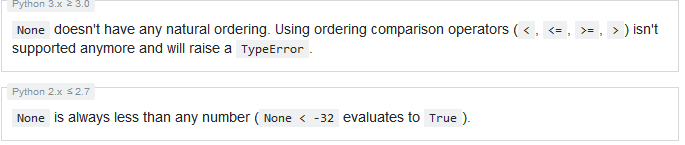 Python 3.x ≥ 3.0
None doesn't have any natural ordering. Using ordering comparison operators ( < , <= , >= , > ) isn't
supported anymore and will raise a TypeError .
Python 2.x ≤ 2.7
None is always less than any number ( None < -32 evaluates to True ).